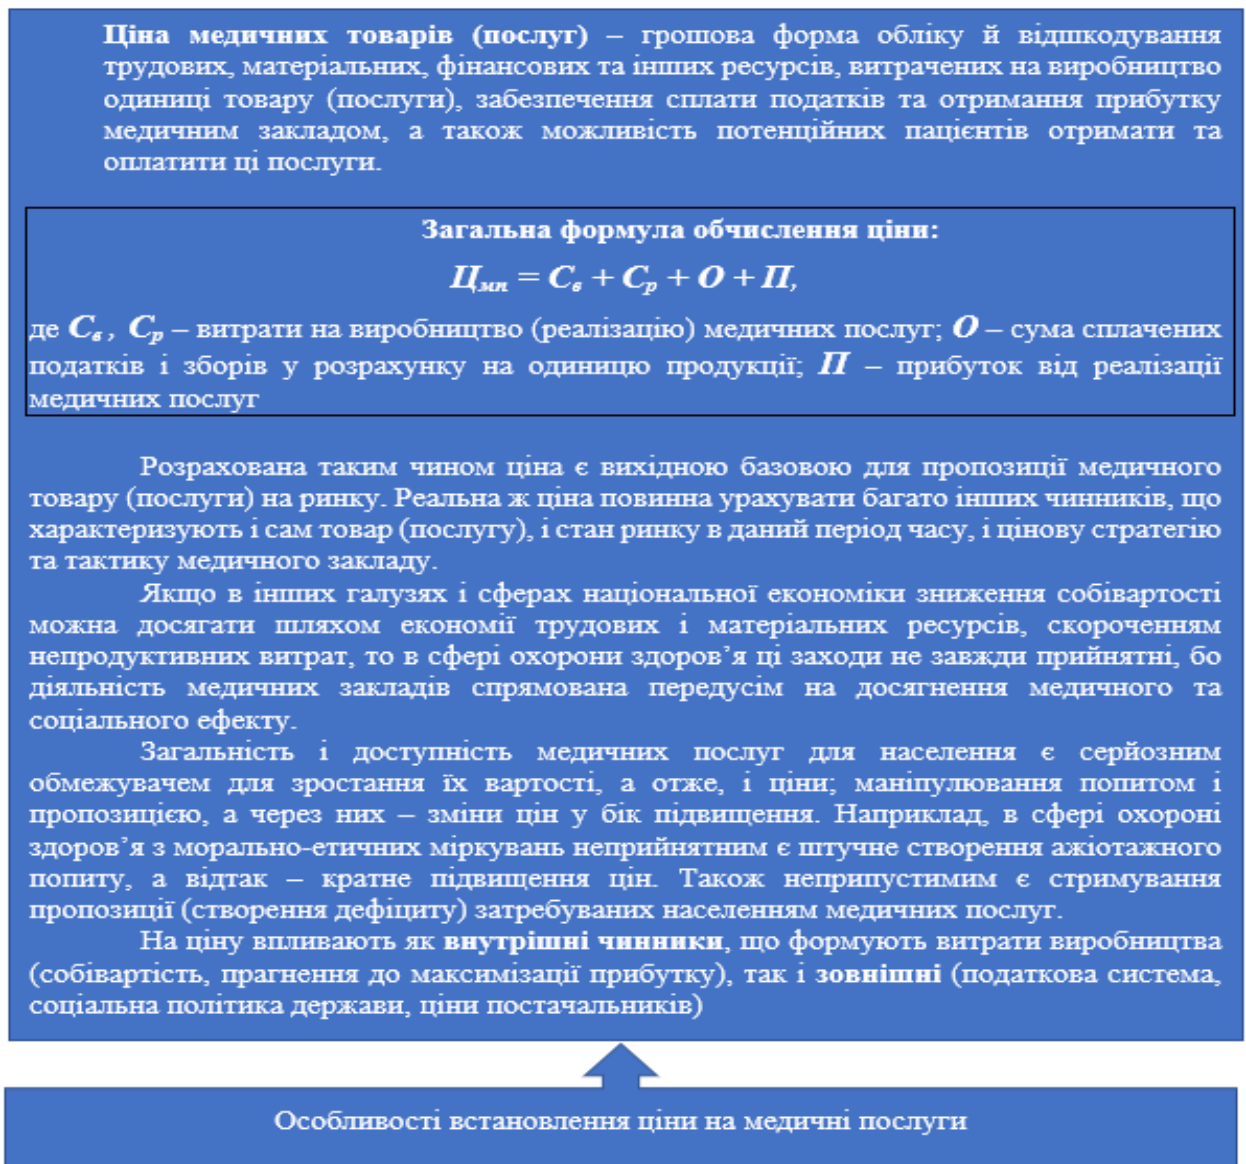 Ціна медичних товарів (послуг) – грошова форма обліку й відшкодування
трудових, матеріальних, фінансових та інших ресурсів, витрачених на виробництво
одиниці товару (послуги), забезпечення сплати податків та отримання прибутку
медичним закладом, а також можливість потенційних пацієнтів отримати та
оплатити ці послуги.
Загальна формула обчислення ціни:
Цмп = Св + Ср + О + П,
де Св , Ср – витрати на виробництво (реалізацію) медичних послуг; О – сума сплачених
податків і зборів у розрахунку на одиницю продукції; П – прибуток від реалізації
медичних послуг
Розрахована таким чином ціна є вихідною базовою для пропозиції медичного
товару (послуги) на ринку. Реальна ж ціна повинна урахувати багато інших чинників, що
характеризують і сам товар (послугу), і стан ринку в даний період часу, і цінову стратегію
та тактику медичного закладу.
Якщо в інших галузях і сферах національної економіки зниження собівартості
можна досягати шляхом економії трудових і матеріальних ресурсів, скороченням
непродуктивних витрат, то в сфері охорони здоров’я ці заходи не завжди прийнятні, бо
діяльність медичних закладів спрямована передусім на досягнення медичного та
соціального ефекту.
Загальність і доступність медичних послуг для населення є серйозним
обмежувачем для зростання їх вартості, а отже, і ціни; маніпулювання попитом і
пропозицією, а через них – зміни цін у бік підвищення. Наприклад, в сфері охороні
здоров’я з морально-етичних міркувань неприйнятним є штучне створення ажіотажного
попиту, а відтак – кратне підвищення цін. Також неприпустимим є стримування
пропозиції (створення дефіциту) затребуваних населенням медичних послуг.
На ціну впливають як внутрішні чинники, що формують витрати виробництва
(собівартість, прагнення до максимізації прибутку), так і зовнішні (податкова система,
соціальна політика держави, ціни постачальників)
Особливості встановлення ціни на медичні послуги